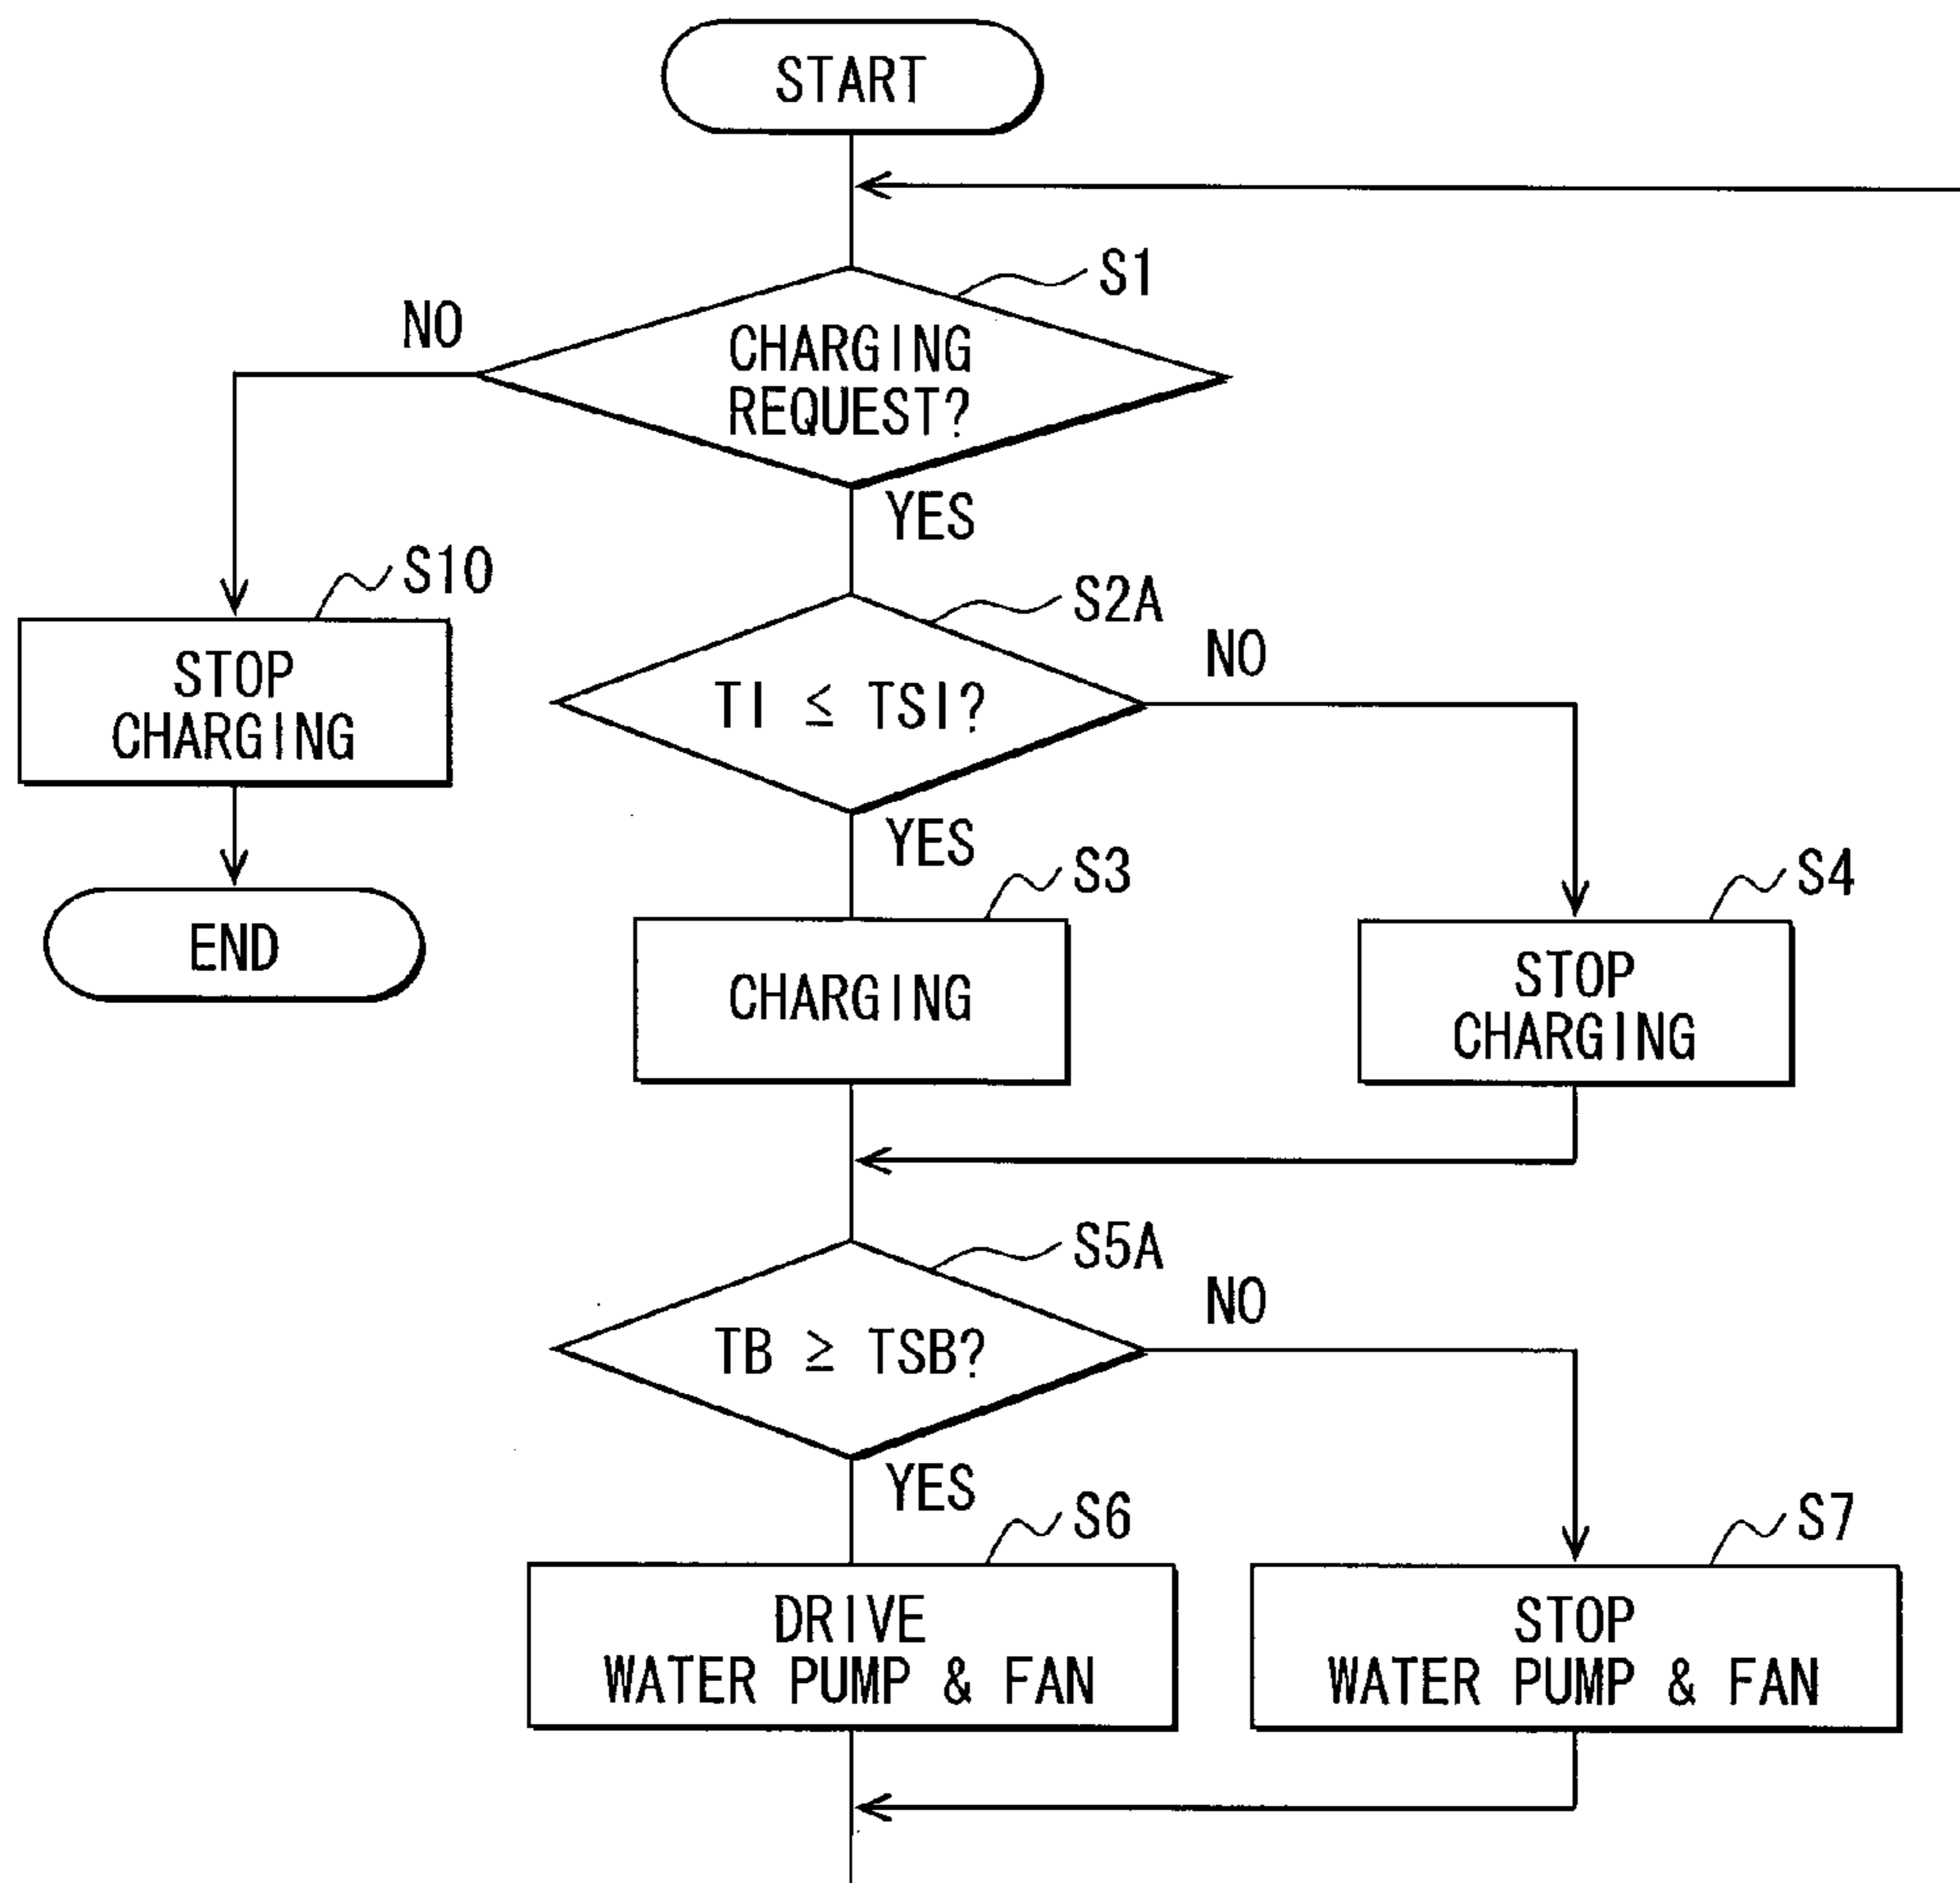 START
S1
NO
CHARGING
REQUEST?
YES
S10
STOP
CHARGING
END
S2A
NO
TI ≤ TSI?
YES
S3
CHARGING
S4
STOP
CHARGING
S5A
NO
TB ≥ TSB?
YES
S6
DRIVE
WATER PUMP & FAN
S7
STOP
WATER PUMP & FAN